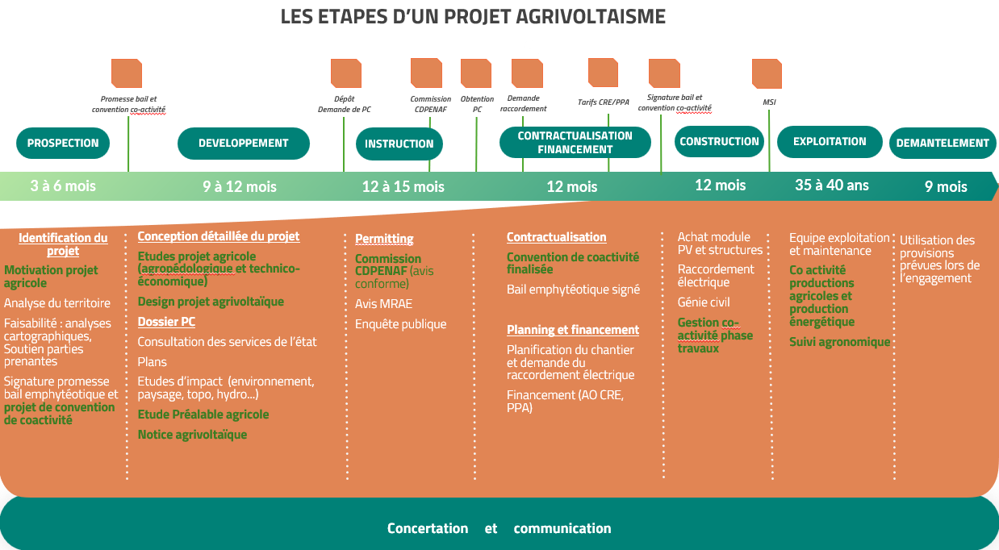 LES ETAPES D'UN PROJET AGRIVOLTAISME
Promesse bail et
convention co-activité
Dépôt
Demande de PC
Commission
CDPENAF
Obtention
PC
Demande
raccordement
Tarifs CRE/PPA
Signature bail et
convention co-activité
MSI
PROSPECTION
DEVELOPPEMENT
INSTRUCTION
CONTRACTUALISATION
FINANCEMENT
CONSTRUCTION
EXPLOITATION
DEMANTELEMENT
3 à 6 mois
9 à 12 mois
12 à 15 mois
12 mois
12 mois
35 à 40 ans
9 mois
Identification du
projet
Motivation projet
agricole
Analyse du territoire
Faisabilité : analyses
cartographiques,
Soutien parties
prenantes
Signature promesse
bail emphytéotique et
projet de convention
de coactivité
Conception détaillée du projet
Etudes projet agricole
(agropédologique et technico-
économique)
Design projet agrivoltaïque
Dossier PC
Consultation des services de l'état
Plans
Etudes d'impact (environnement,
paysage, topo, hydro...)
Etude Préalable agricole
Notice agrivoltaïque
Permitting
Commission
CDPENAF (avis
conforme)
Avis MRAE
Enquête publique
Contractualisation
Convention de coactivité
finalisée
Bail emphytéotique signé
Planning et financement
Planification du chantier
et demande du
raccordement électrique
Financement (AO CRE,
PPA)
Achat module
PV et structures
Raccordement
électrique
Génie civil
Gestion co-
activité phase
travaux
Equipe exploitation
et maintenance
Co activité
productions
agricoles et
production
énergétique
Suivi agronomique
Utilisation des
provisions
prévues lors de
l'engagement
Concertation et communication